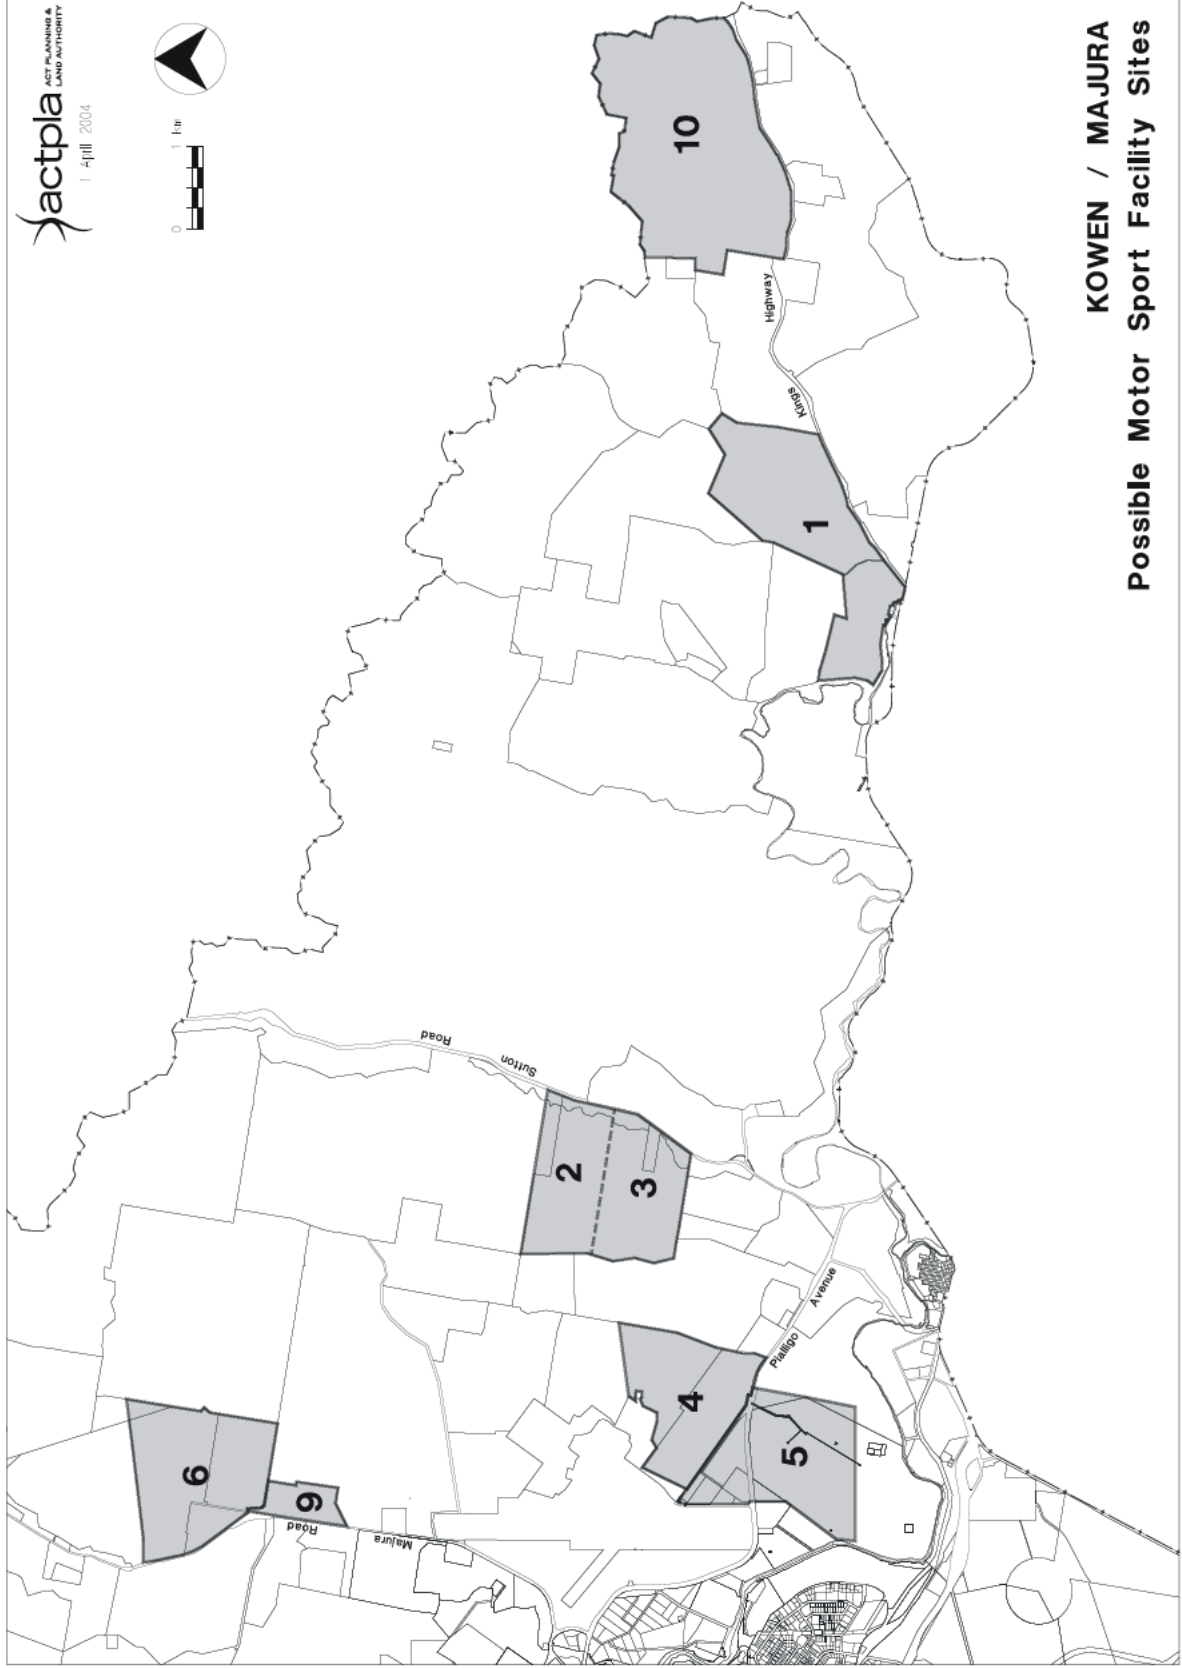 actpla
ACT PLANNING &
LAND AUTHORITY
1 April 2004
0 1 km
KOWEN / MAJURA
Possible Motor Sport Facility Sites
10
Highway
Kings
1
Road
Sutton
2
3
Avenue
Pialligo
4
5
6
9
Road
Majura